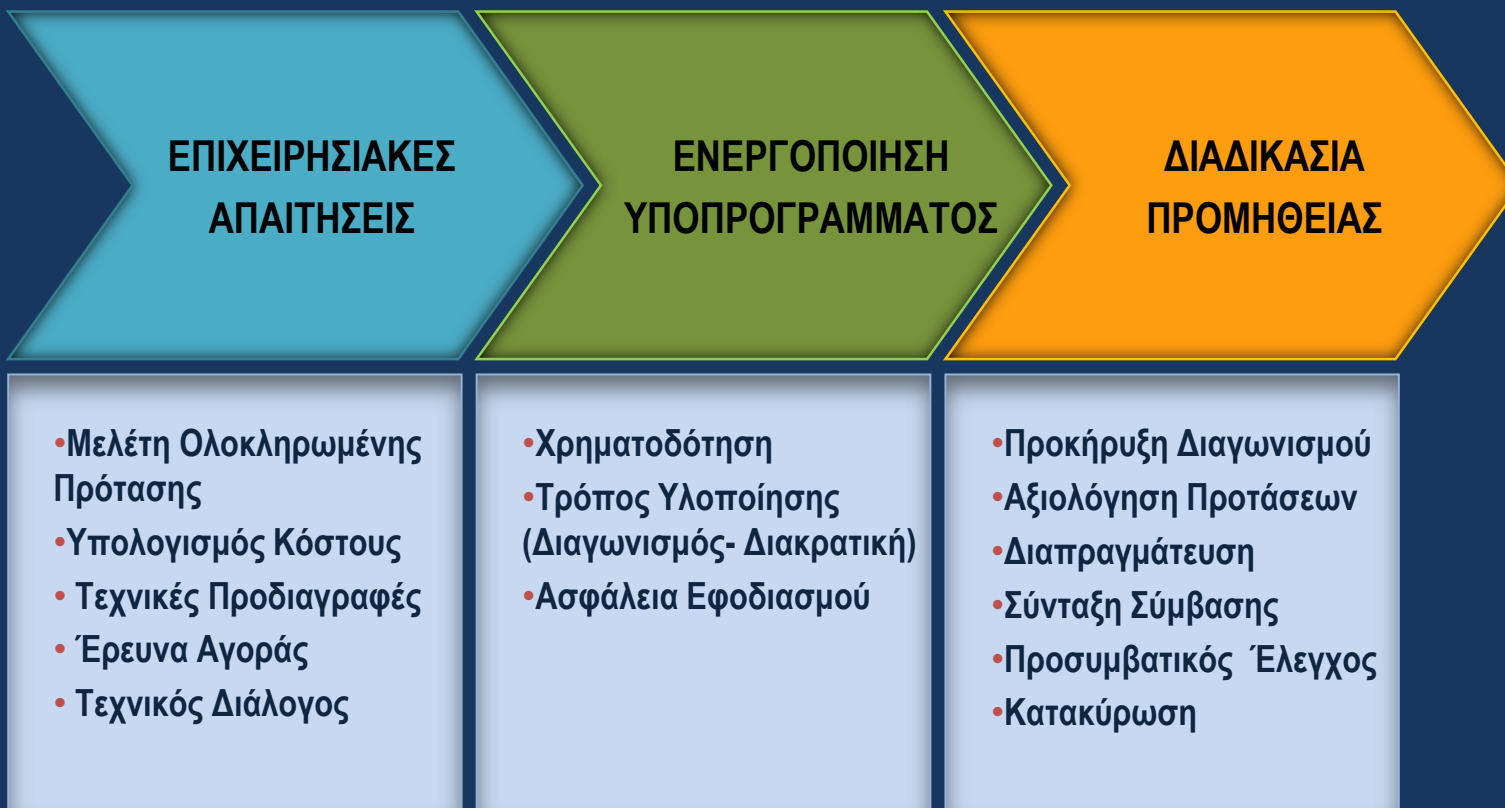 ΕΠΙΧΕΙΡΗΣΙΑΚΕΣ
ΑΠΑΙΤΗΣΕΙΣ
ΕΝΕΡΓΟΠΟΙΗΣΗ
ΥΠΟΠΡΟΓΡΑΜΜΑΤΟΣ
ΔΙΑΔΙΚΑΣΙΑ
ΠΡΟΜΗΘΕΙΑΣ
•Μελέτη Ολοκληρωμένης
Πρότασης
•Υπολογισμός Κόστους
• Τεχνικές Προδιαγραφές
• Έρευνα Αγοράς
• Τεχνικός Διάλογος
•Χρηματοδότηση
•Τρόπος Υλοποίησης
(Διαγωνισμός- Διακρατική)
•Ασφάλεια Εφοδιασμού
•Προκήρυξη Διαγωνισμού
•Αξιολόγηση Προτάσεων
•Διαπραγμάτευση
•Σύνταξη Σύμβασης
•Προσυμβατικός Έλεγχος
•Κατακύρωση